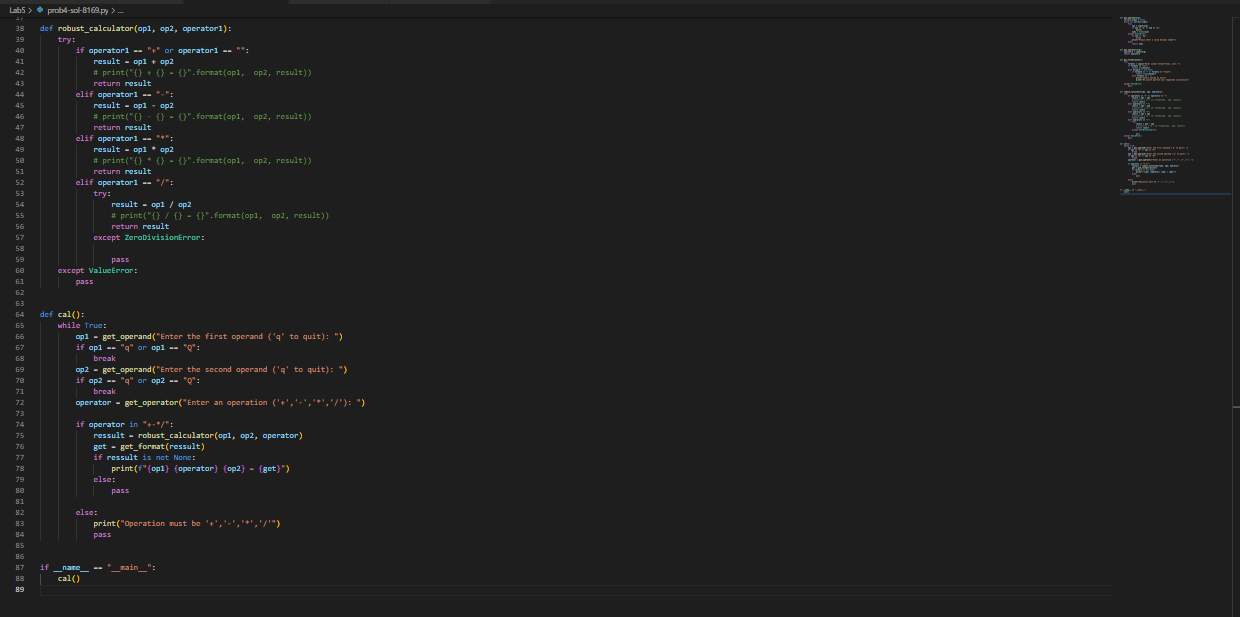 Lab5 > prob4-sol-8169.py > ...
37
38 def robust_calculator(op1, op2, operator1):
39     try:
40         if operator1 == "+" or operator1 == "":
41             result = op1 + op2
42             # print("{} + {} = {}".format(op1,  op2, result))
43             return result
44         elif operator1 == "-":
45             result = op1 - op2
46             # print("{} - {} = {}".format(op1,  op2, result))
47             return result
48         elif operator1 == "*":
49             result = op1 * op2
50             # print("{} * {} = {}".format(op1,  op2, result))
51             return result
52         elif operator1 == "/":
53             try:
54                 result = op1 / op2
55                 # print("{} / {} = {}".format(op1,  op2, result))
56                 return result
57             except ZeroDivisionError:
58
59                 pass
60     except ValueError:
61         pass
62
63
64 def cal():
65     while True:
66         op1 = get_operand("Enter the first operand ('q' to quit): ")
67         if op1 == "q" or op1 == "Q":
68             break
69         op2 = get_operand("Enter the second operand ('q' to quit): ")
70         if op2 == "q" or op2 == "Q":
71             break
72         operator = get_operator("Enter an operation ('+','-','*','/'): ")
73
74         if operator in "+-*/":
75             ressult = robust_calculator(op1, op2, operator)
76             get = get_format(ressult)
77             if ressult is not None:
78                 print(f"{op1} {operator} {op2} = {get}")
79             else:
80                 pass
81
82         else:
83             print("Operation must be '+','-','*','/'")
84             pass
85
86
87 if __name__ == "__main__":
88     cal()
89